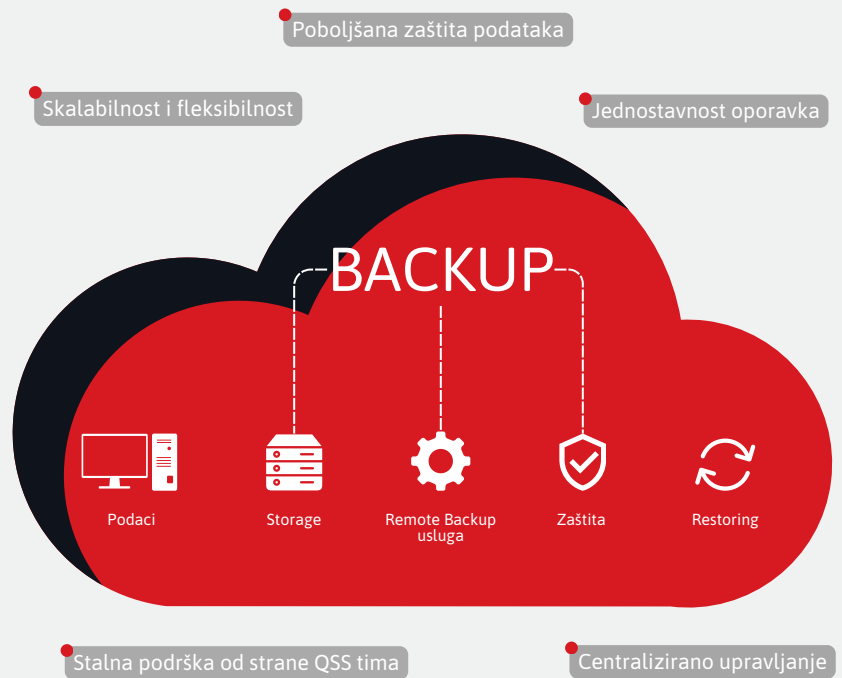 Poboljšana zaštita podataka
Skalabilnost i fleksibilnost
Jednostavnost oporavka
BACKUP
Podaci
Storage
Remote Backup
usluga
Zaštita
Restoring
Stalna podrška od strane QSS tima
Centralizirano upravljanje